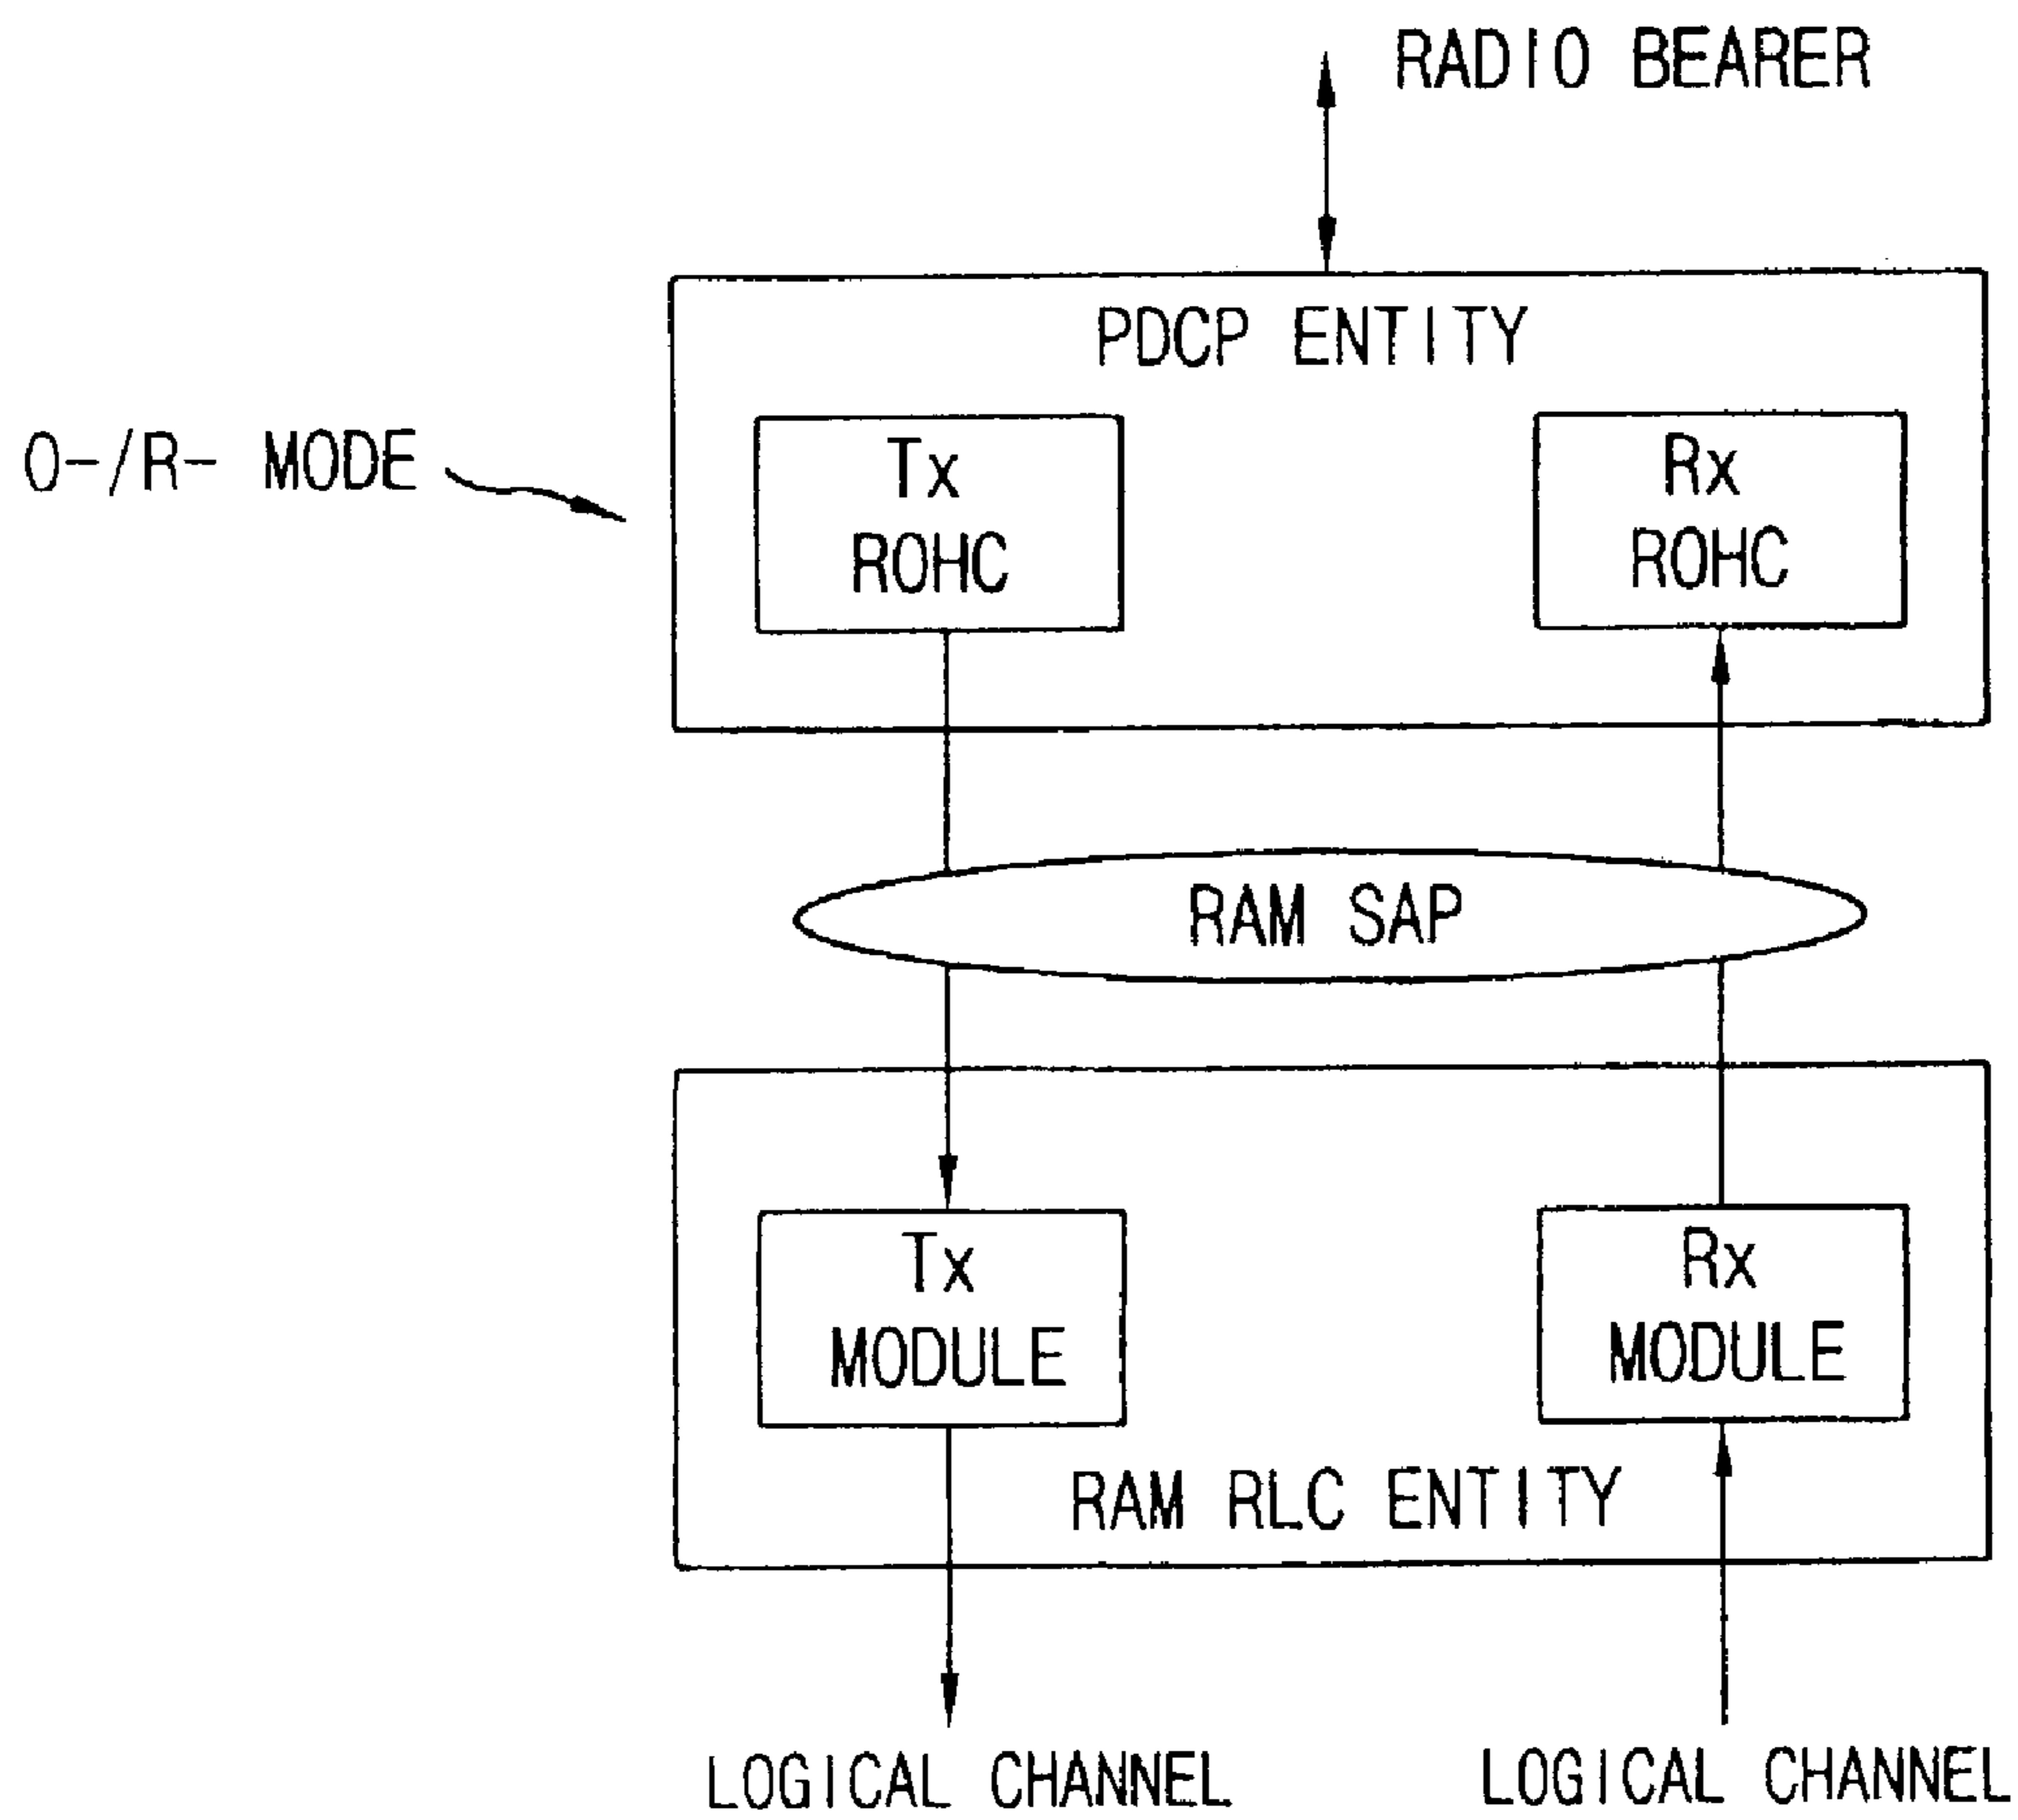 RADIO BEARER
PDCP ENTITY
O-/R- MODE
Tx
ROHC
Rx
ROHC
RAM SAP
Tx
MODULE
Rx
MODULE
RAM RLC ENTITY
LOGICAL CHANNEL
LOGICAL CHANNEL